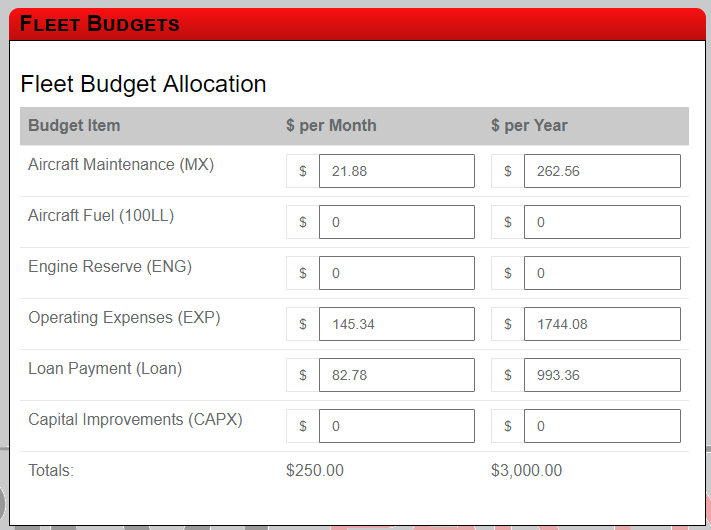 FLEET BUDGETS
Fleet Budget Allocation
Budget Item $ per Month $ per Year
Aircraft Maintenance (MX) $ 21.88 $ 262.56
Aircraft Fuel (100LL) $ 0 $ 0
Engine Reserve (ENG) $ 0 $ 0
Operating Expenses (EXP) $ 145.34 $ 1744.08
Loan Payment (Loan) $ 82.78 $ 993.36
Capital Improvements (CAPX) $ 0 $ 0
Totals: $250.00 $3,000.00